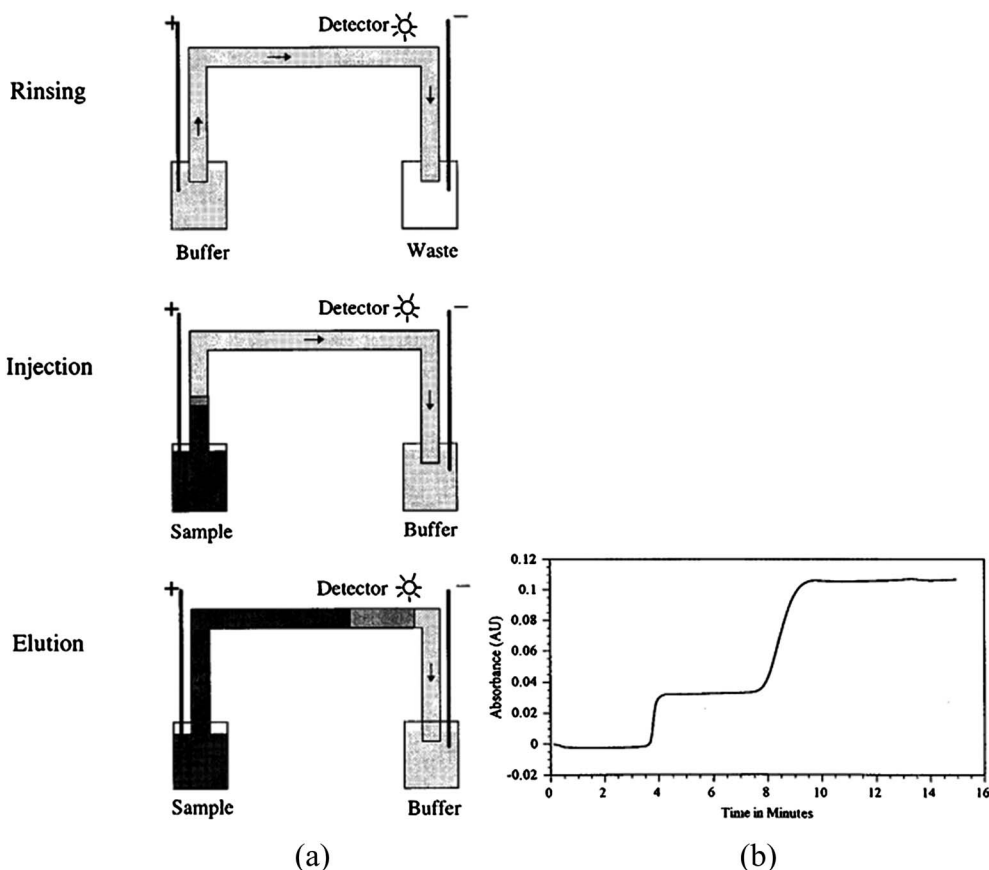 +
Detector
−
Rinsing
Buffer
Waste
+
Detector
−
Injection
Sample
Buffer
+
Detector
−
Elution
Sample
Buffer
(a)
0.12
0.1
0.08
0.06
0.04
0.02
0
-0.02
Absorbance (AU)
0 2 4 6 8 10 12 14 16
Time in Minutes
(b)